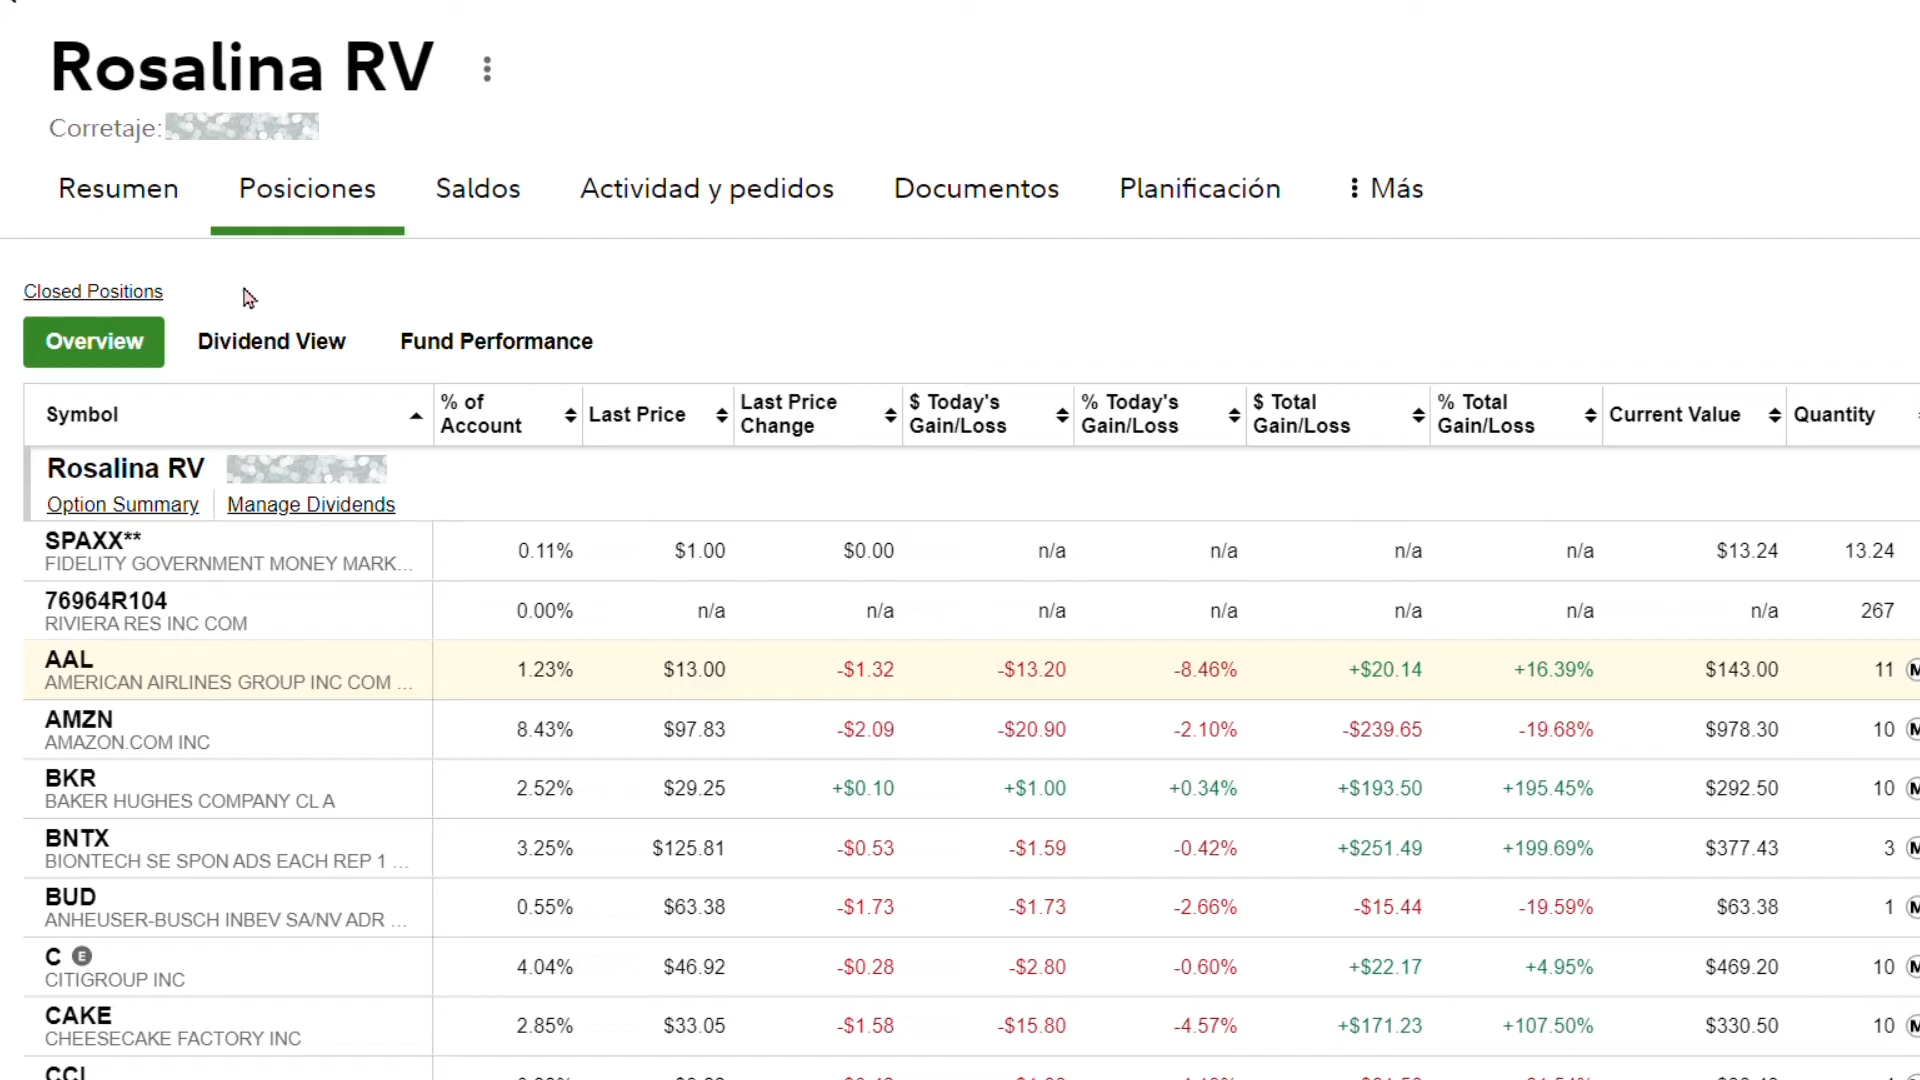 Rosalina RV
Corretaje:
Resumen Posiciones Saldos Actividad y pedidos Documentos Planificación Más
Closed Positions
Overview Dividend View Fund Performance
Symbol % of Account Last Price Last Price Change $ Today's Gain/Loss % Today's Gain/Loss $ Total Gain/Loss % Total Gain/Loss Current Value Quantity
Rosalina RV
Option Summary Manage Dividends
SPAXX** 0.11% $1.00 $0.00 n/a n/a n/a n/a $13.24 13.24
FIDELITY GOVERNMENT MONEY MARK...
76964R104 0.00% n/a n/a n/a n/a n/a n/a n/a 267
RIVIERA RES INC COM
AAL 1.23% $13.00 -$1.32 -$13.20 -8.46% +$20.14 +16.39% $143.00 11 M
AMERICAN AIRLINES GROUP INC COM ...
AMZN 8.43% $97.83 -$2.09 -$20.90 -2.10% -$239.65 -19.68% $978.30 10 M
AMAZON.COM INC
BKR 2.52% $29.25 +$0.10 +$1.00 +0.34% +$193.50 +195.45% $292.50 10 M
BAKER HUGHES COMPANY CL A
BNTX 3.25% $125.81 -$0.53 -$1.59 -0.42% +$251.49 +199.69% $377.43 3 M
BIONTECH SE SPON ADS EACH REP 1 ...
BUD 0.55% $63.38 -$1.73 -$1.73 -2.66% -$15.44 -19.59% $63.38 1 M
ANHEUSER-BUSCH INBEV SA/NV ADR ...
C E 4.04% $46.92 -$0.28 -$2.80 -0.60% +$22.17 +4.95% $469.20 10 M
CITIGROUP INC
CAKE 2.85% $33.05 -$1.58 -$15.80 -4.57% +$171.23 +107.50% $330.50 10 M
CHEESECAKE FACTORY INC
CCL